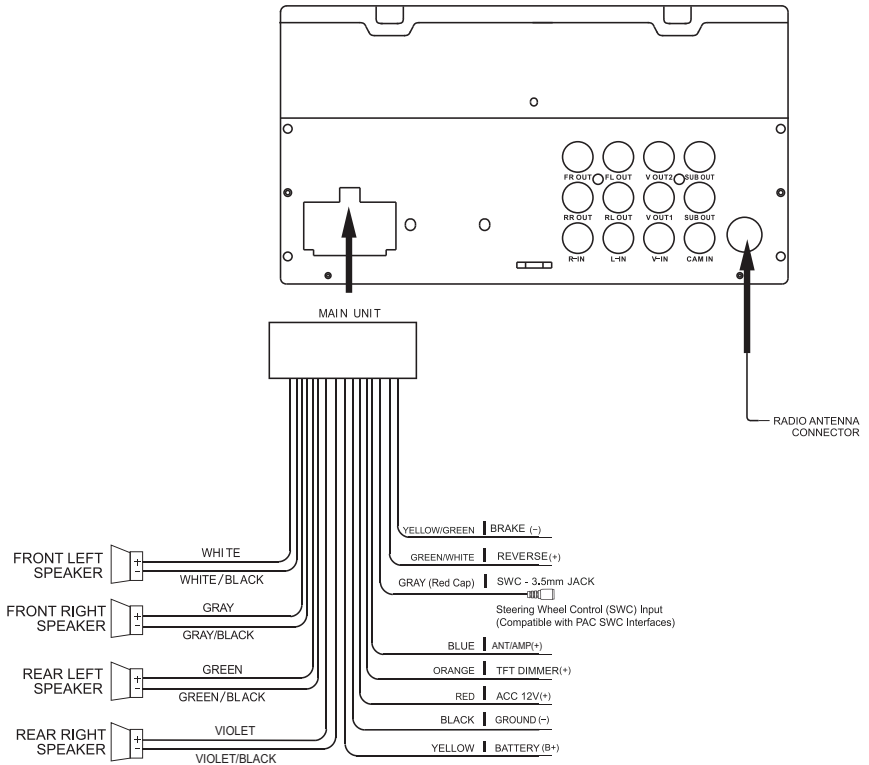 FR OUT FL OUT V OUT2 SUB OUT
RR OUT RL OUT V OUT1 SUB OUT
R-IN L-IN V-IN CAM IN
MAIN UNIT
RADIO ANTENNA
CONNECTOR
YELLOW/GREEN BRAKE (-)
GREEN/WHITE REVERSE(+)
GRAY (Red Cap) SWC - 3.5mm JACK
Steering Wheel Control (SWC) Input
(Compatible with PAC SWC Interfaces)
BLUE ANT/AMP(+)
ORANGE TFT DIMMER(+)
RED ACC 12V(+)
BLACK GROUND(-)
YELLOW BATTERY(B+)
FRONT LEFT
SPEAKER
+
-
WHITE
WHITE/BLACK
FRONT RIGHT
SPEAKER
+
-
GRAY
GRAY/BLACK
REAR LEFT
SPEAKER
+
-
GREEN
GREEN/BLACK
REAR RIGHT
SPEAKER
+
-
VIOLET
VIOLET/BLACK